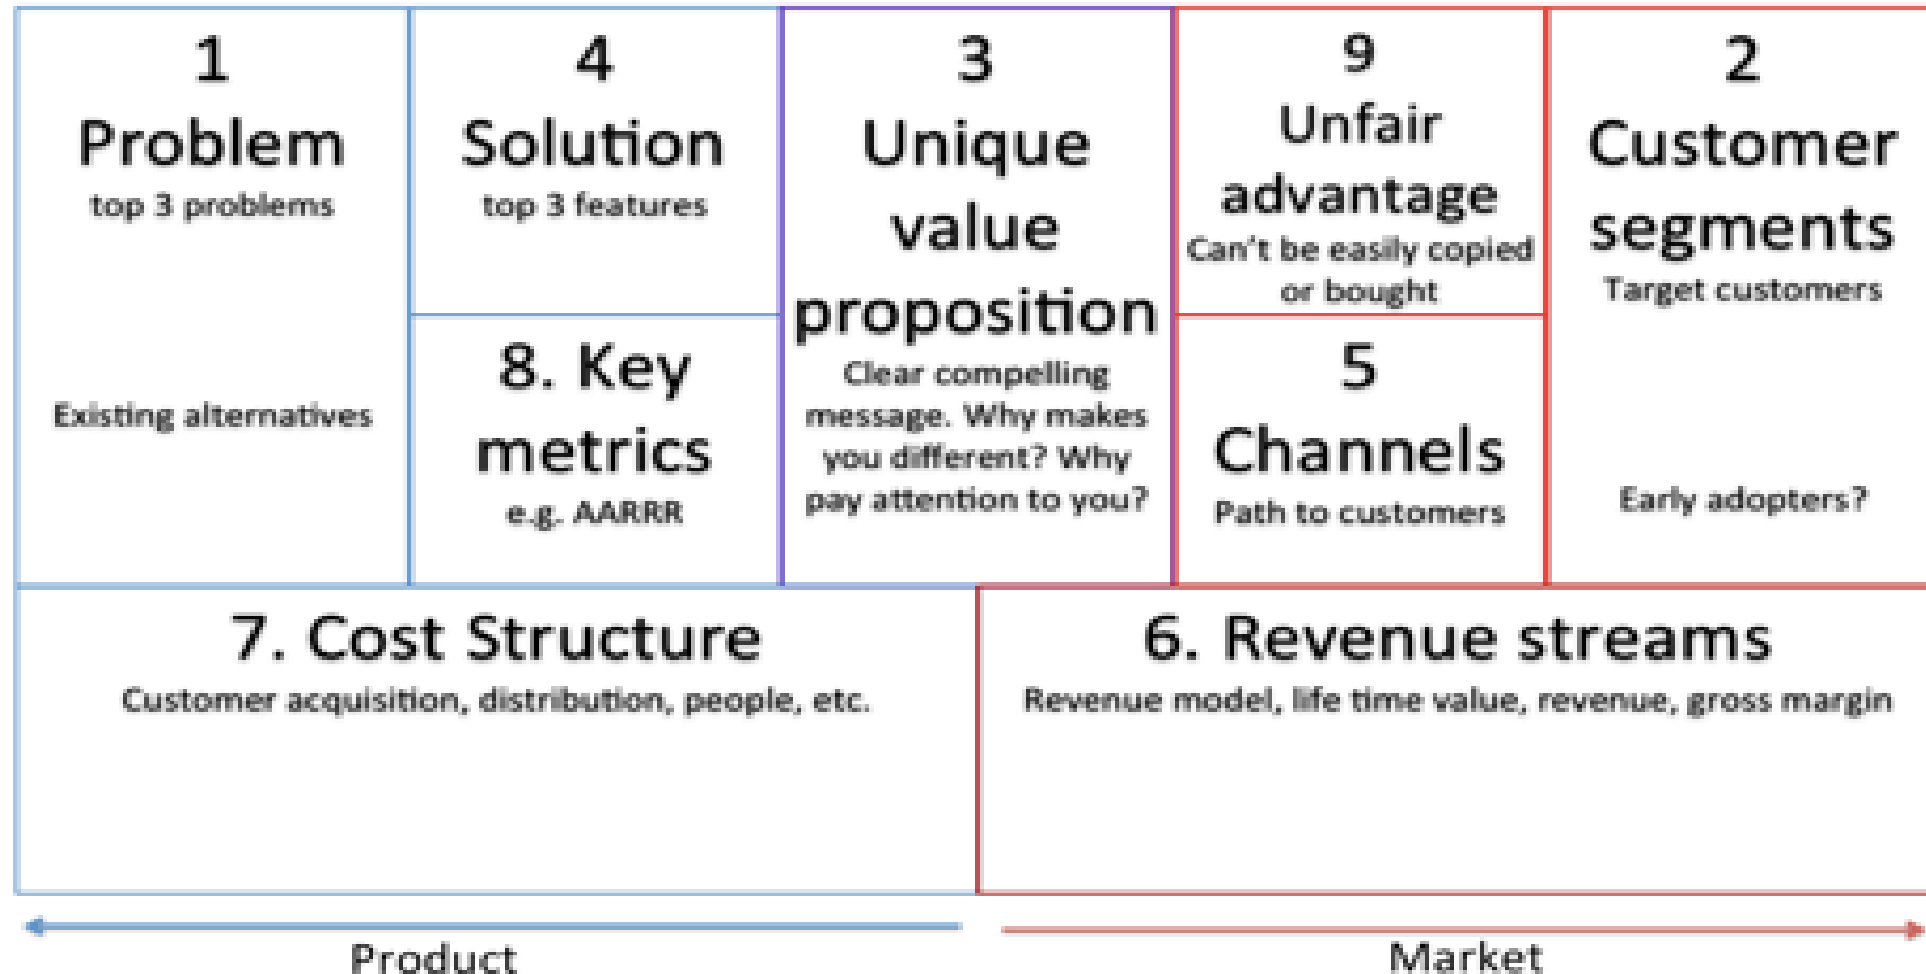 1
Problem
top 3 problems
Existing alternatives
4
Solution
top 3 features
8. Key
metrics
e.g. AARRR
3
Unique
value
proposition
Clear compelling
message. Why makes
you different? Why
pay attention to you?
9
Unfair
advantage
Can't be easily copied
or bought
5
Channels
Path to customers
2
Customer
segments
Target customers
Early adopters?
7. Cost Structure
Customer acquisition, distribution, people, etc.
6. Revenue streams
Revenue model, life time value, revenue, gross margin
Product
Market